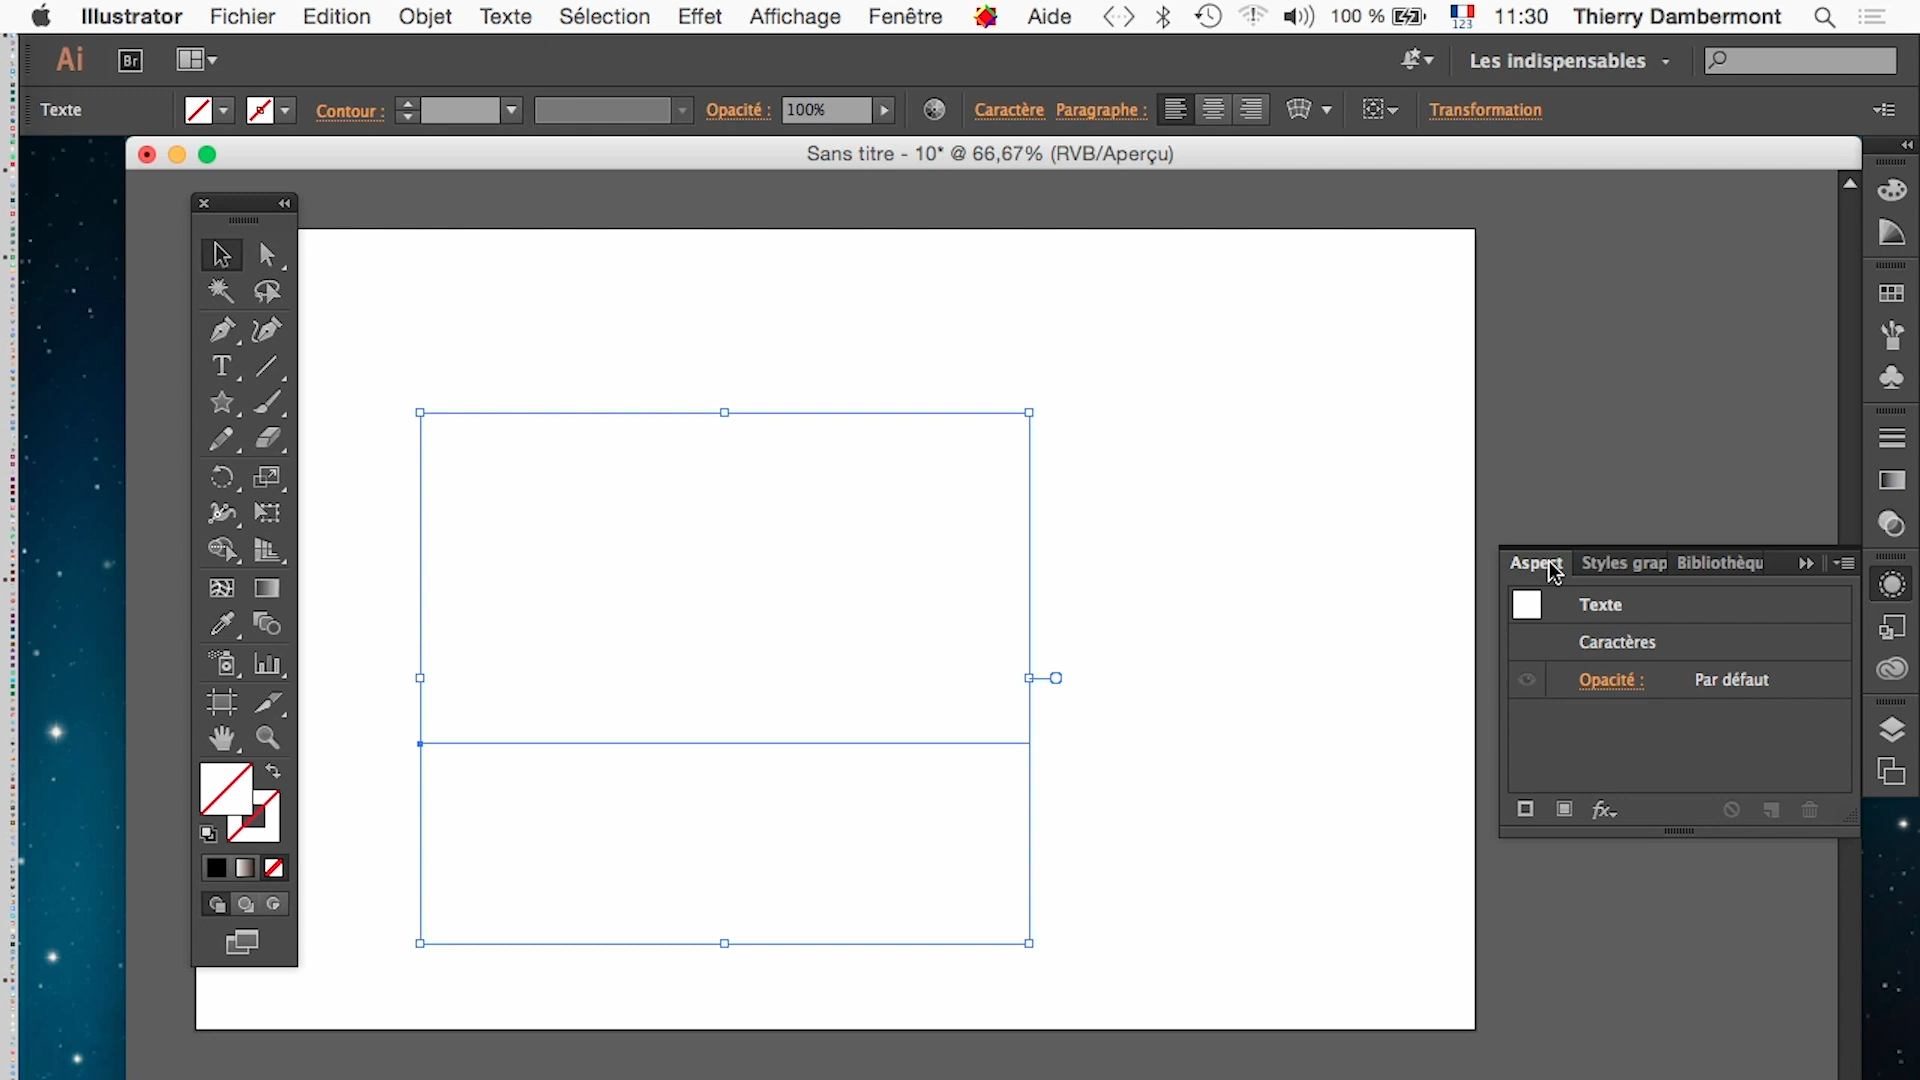 Illustrator Fichier Edition Objet Texte Sélection Effet Affichage Fenêtre Aide 100 % 123 11:30 Thierry Dambermont
Ai Br Les indispensables
Texte Contour : Opacité : 100% Caractère Paragraphe : Transformation
Sans titre - 10* @ 66,67% (RVB/Aperçu)
Aspect Styles grap Bibliothèqu
Texte
Caractères
Opacité : Par défaut
fx